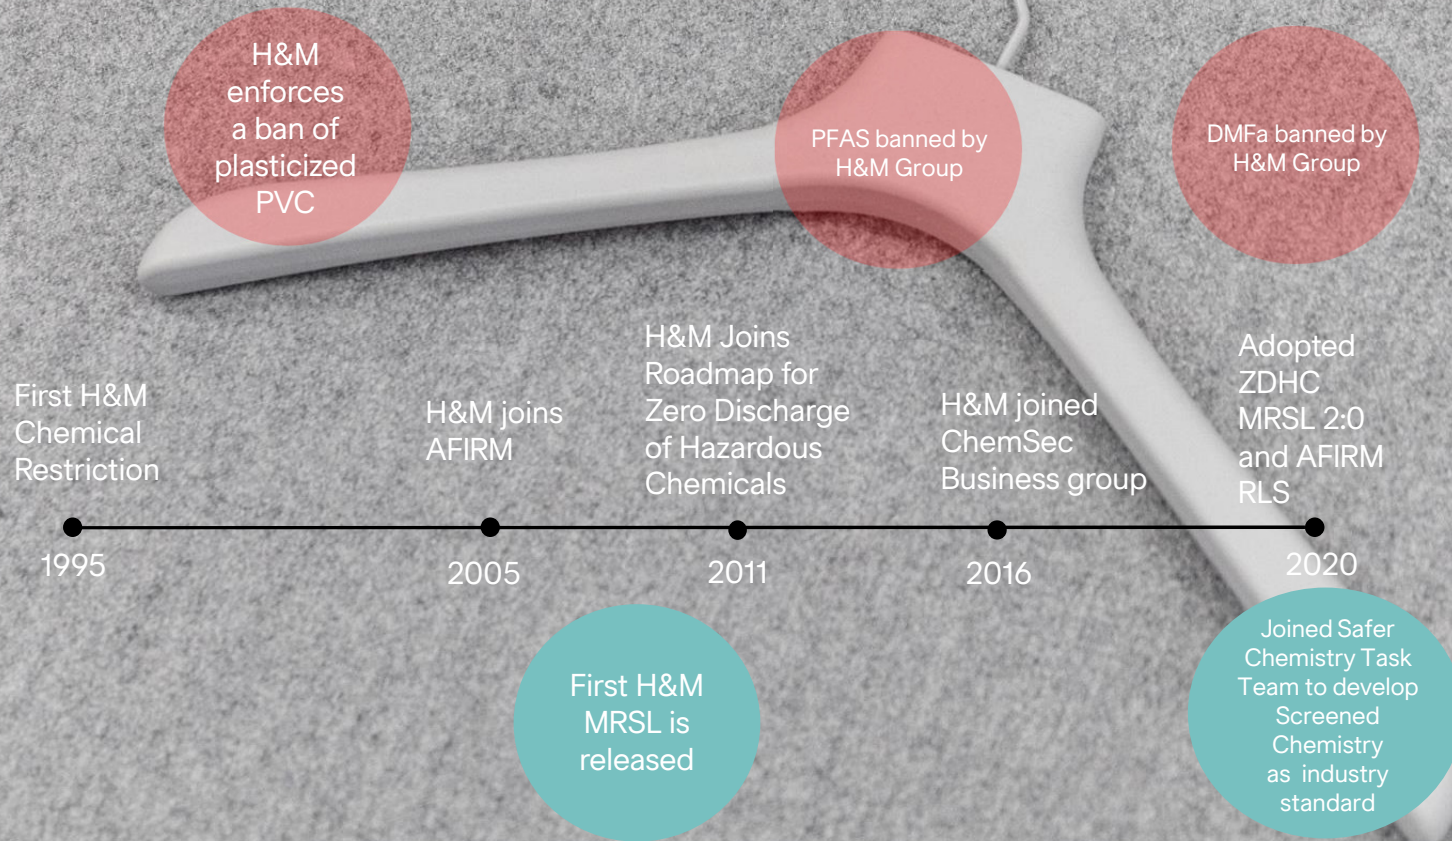 H&M
enforces
a ban of
plasticized
PVC
PFAS banned by
H&M Group
DMFa banned by
H&M Group
First H&M
Chemical
Restriction
H&M joins
AFIRM
H&M Joins
Roadmap for
Zero Discharge
of Hazardous
Chemicals
H&M joined
ChemSec
Business group
Adopted
ZDHC
MRSL 2:0
and AFIRM
RLS
1995
2005
2011
2016
2020
First H&M
MRSL is
released
Joined Safer
Chemistry Task
Team to develop
Screened
Chemistry
as industry
standard